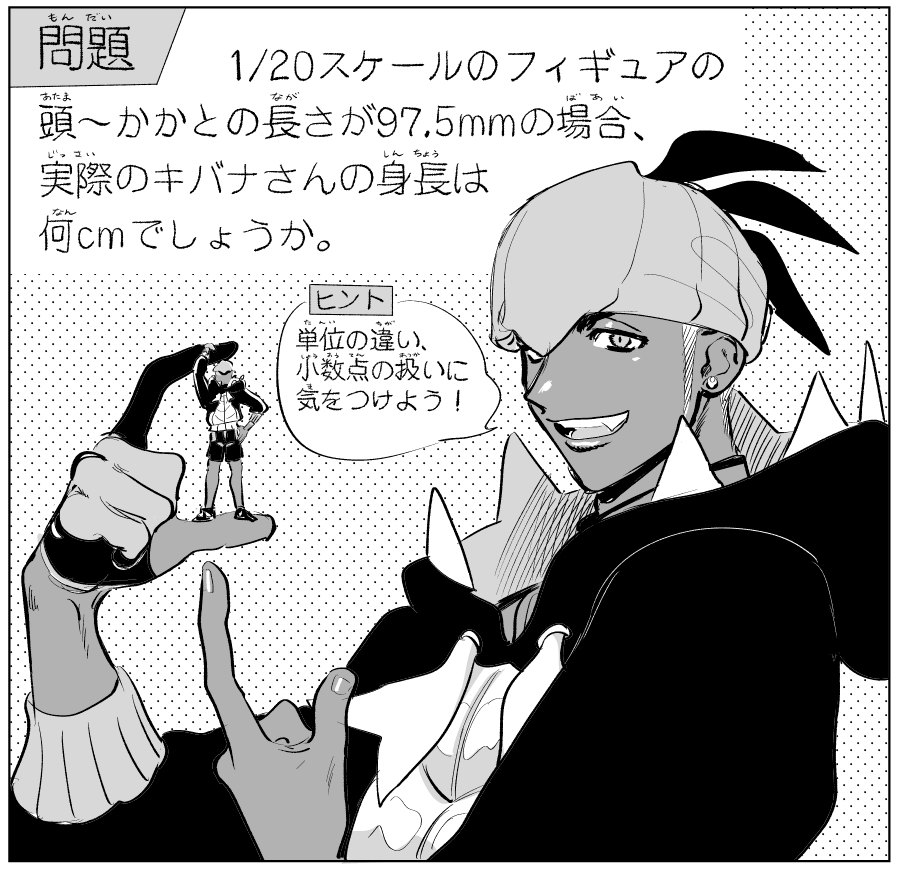 問題
1/20スケールのフィギュアの
頭〜かかとの長さが97.5mmの場合、
実際のキバナさんの身長は
何cmでしょうか。
ヒント
単位の違い、
小数点の扱いに
気をつけよう！